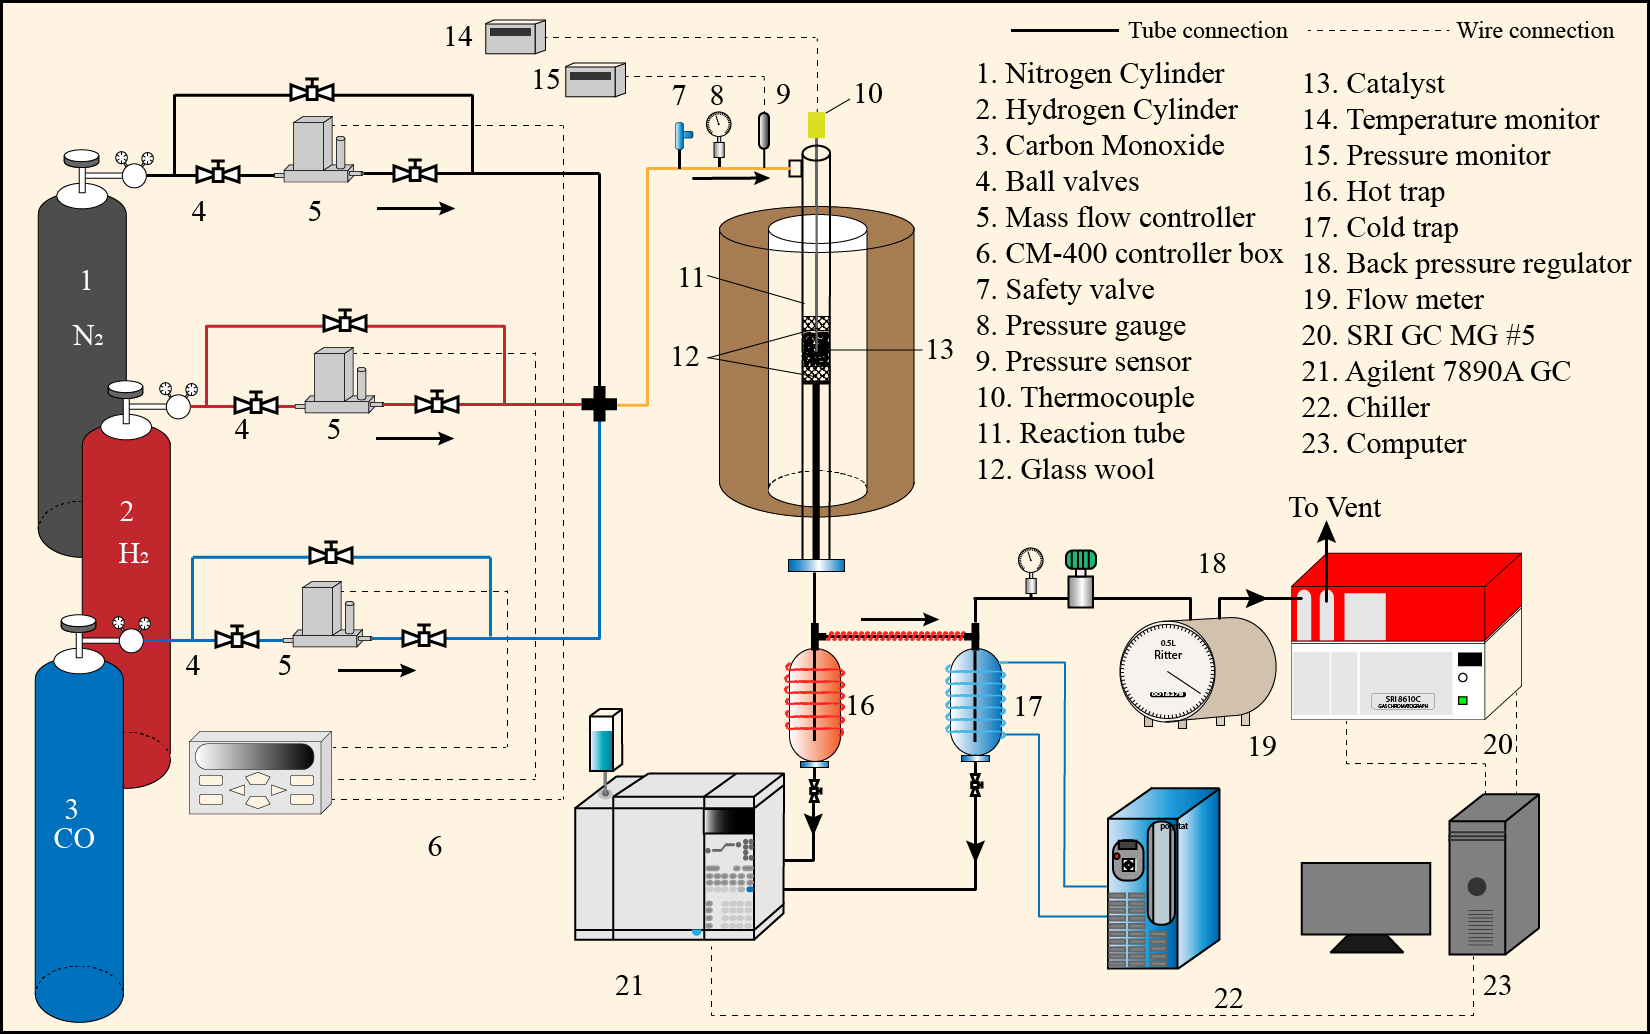 14
15
7
8
9
10
Tube connection
Wire connection
1. Nitrogen Cylinder
2. Hydrogen Cylinder
3. Carbon Monoxide
4. Ball valves
5. Mass flow controller
6. CM-400 controller box
7. Safety valve
8. Pressure gauge
9. Pressure sensor
10. Thermocouple
11. Reaction tube
12. Glass wool
13. Catalyst
14. Temperature monitor
15. Pressure monitor
16. Hot trap
17. Cold trap
18. Back pressure regulator
19. Flow meter
20. SRI GC MG #5
21. Agilent 7890A GC
22. Chiller
23. Computer
4
5
1
N2
11
12
13
4
5
2
H2
To Vent
18
4
5
0.5L
Ritter
16
17
SRI 8610C
GAS CHROMATOGRAPH
19
20
3
CO
6
21
22
23